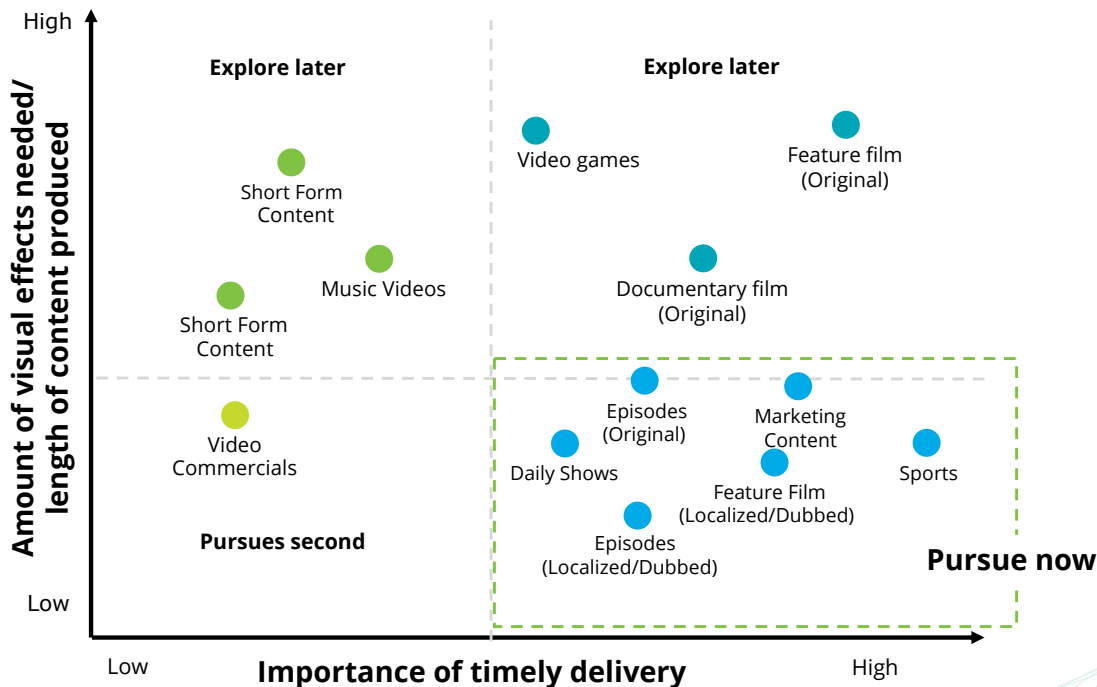 High
Amount of visual effects needed/
length of content produced
Explore later
Explore later
Video games
Feature film
(Original)
Short Form
Content
Music Videos
Documentary film
(Original)
Short Form
Content
Episodes
(Original)
Marketing
Content
Video
Commercials
Daily Shows
Sports
Feature Film
(Localized/Dubbed)
Pursues second
Episodes
(Localized/Dubbed)
Pursue now
Low
Low
Importance of timely delivery
High